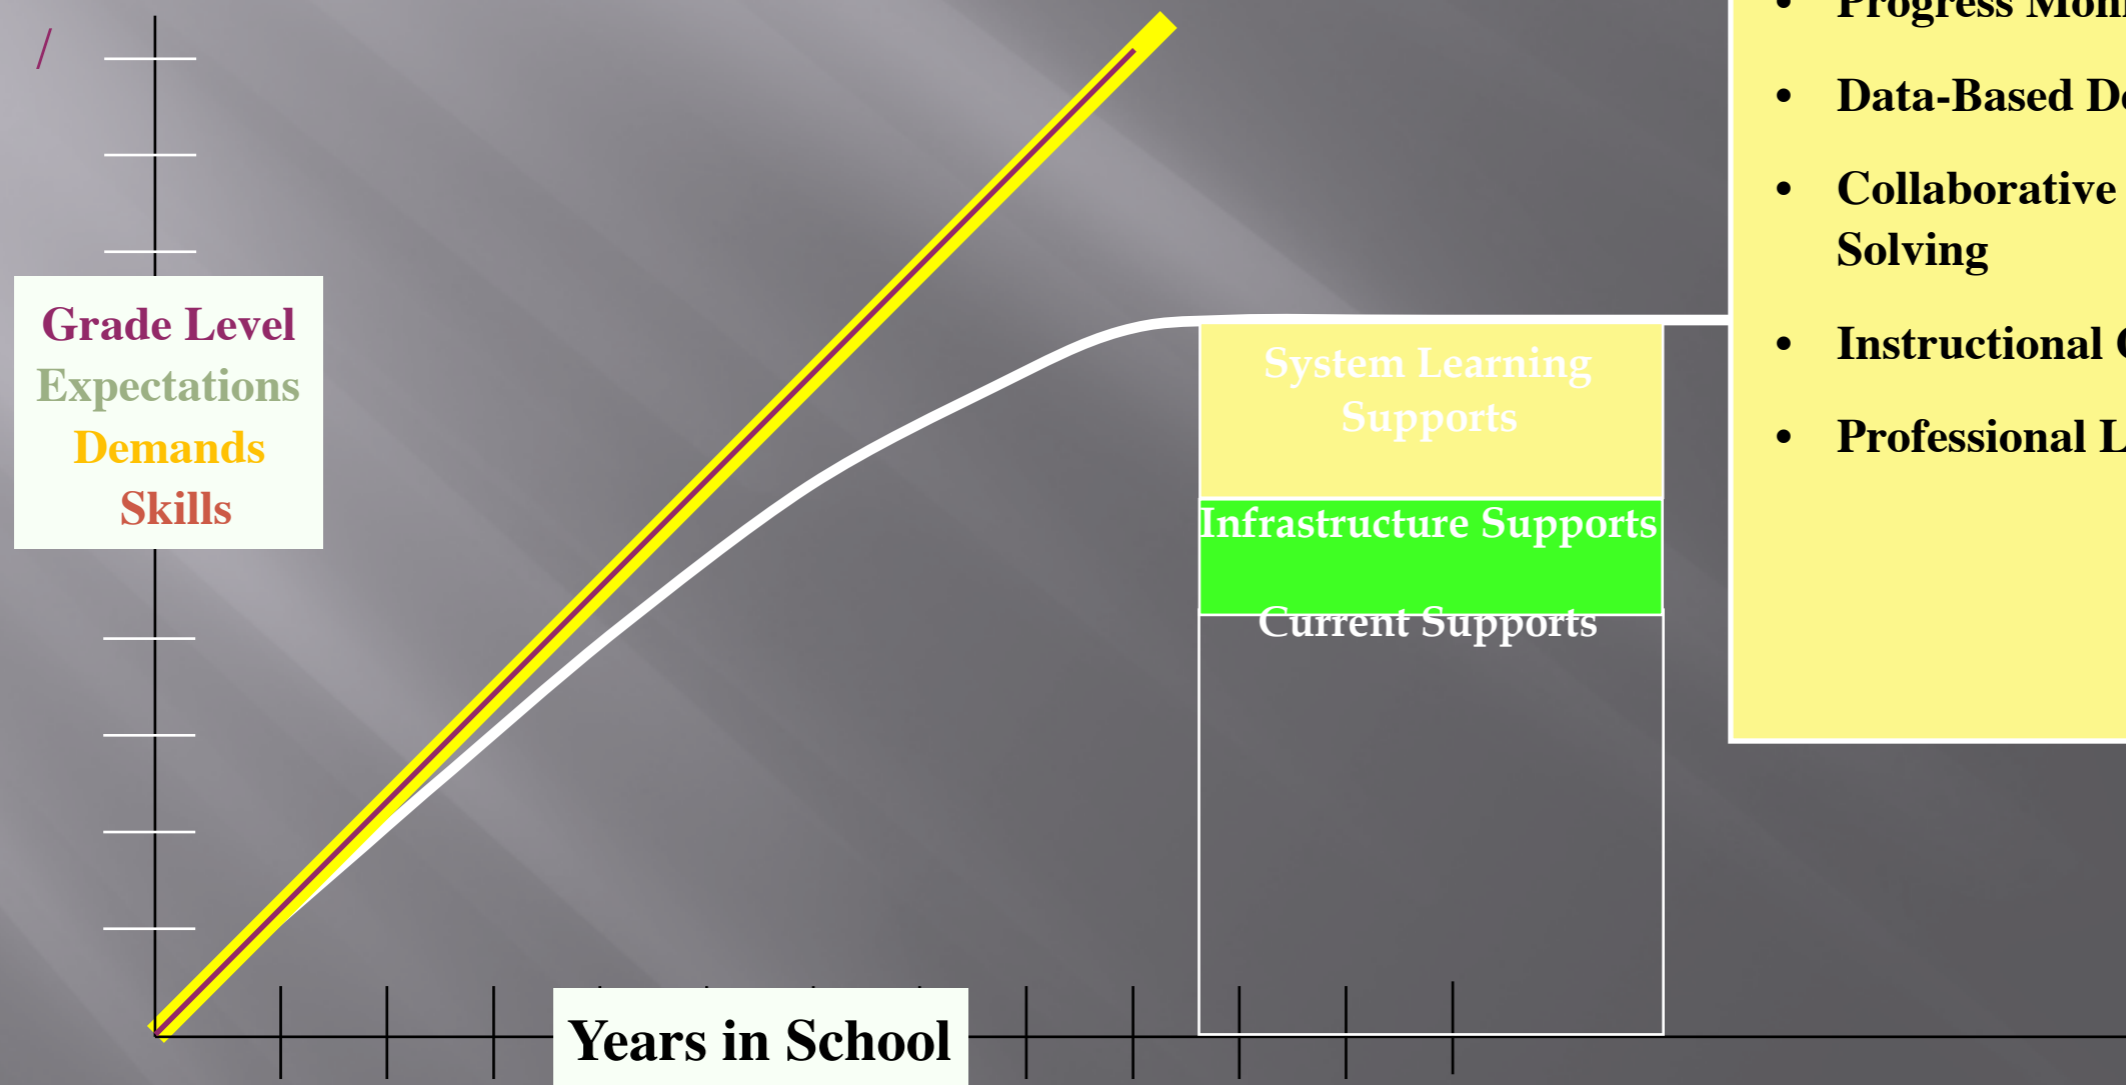 /
Grade Level
Expectations
Demands
Skills
Years in School
System Learning
Supports
Infrastructure Supports
Current Supports
• Progress
• Data-Based
• Collaborative
Solving
• Instructional
• Professional